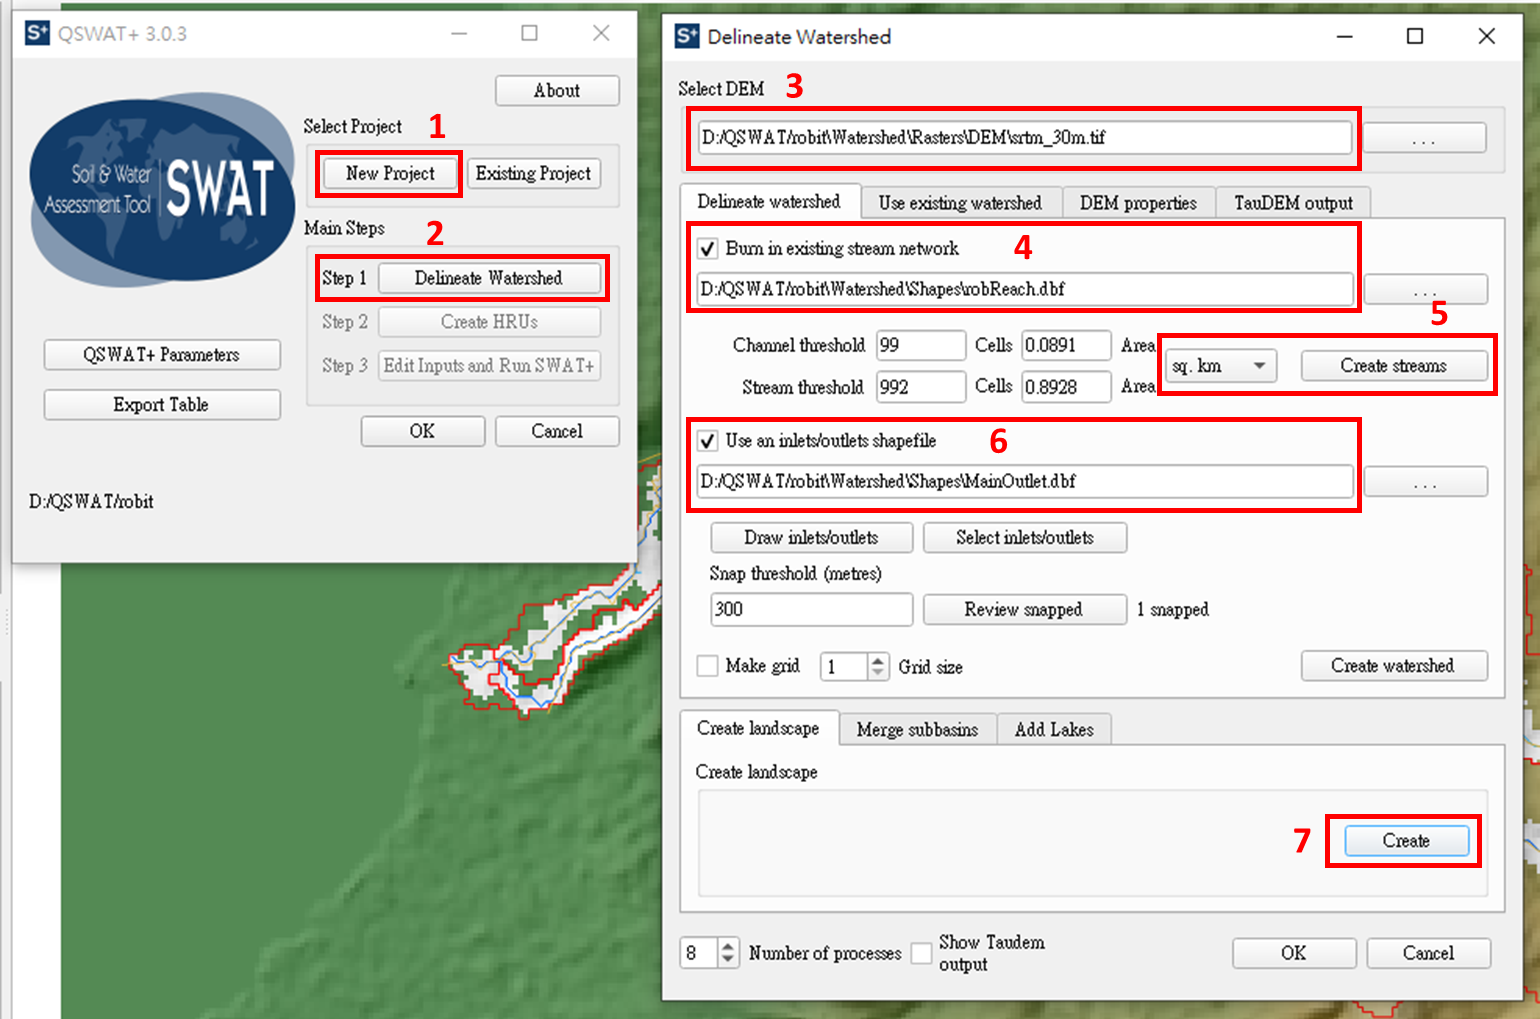 QSWAT+ 3.0.3
About
Soil & Water
Assessment Tool
SWAT
Select Project
1
New Project
Existing Project
Main Steps
2
Step 1
Delineate Watershed
Step 2
Create HRUs
Step 3
Edit Inputs and Run SWAT+
QSWAT+ Parameters
Export Table
OK
Cancel
D:/QSWAT/robit
Delineate Watershed
Select DEM
3
D:/QSWAT/robit\Watershed\Rasters\DEM\srtm_30m.tif
...
Delineate watershed
Use existing watershed
DEM properties
TauDEM output
Burn in existing stream network
4
D:/QSWAT/robit\Watershed\Shapes\robReach.dbf
...
5
Channel threshold
99
Cells
0.0891
Area
Stream threshold
992
Cells
0.8928
Area
sq. km
Create streams
Use an inlets/outlets shapefile
6
D:/QSWAT/robit\Watershed\Shapes\MainOutlet.dbf
...
Draw inlets/outlets
Select inlets/outlets
Snap threshold (metres)
300
Review snapped
1 snapped
Make grid
1
Grid size
Create watershed
Create landscape
Merge subbasins
Add Lakes
Create landscape
7
Create
8
Number of processes
Show Taudem
output
OK
Cancel